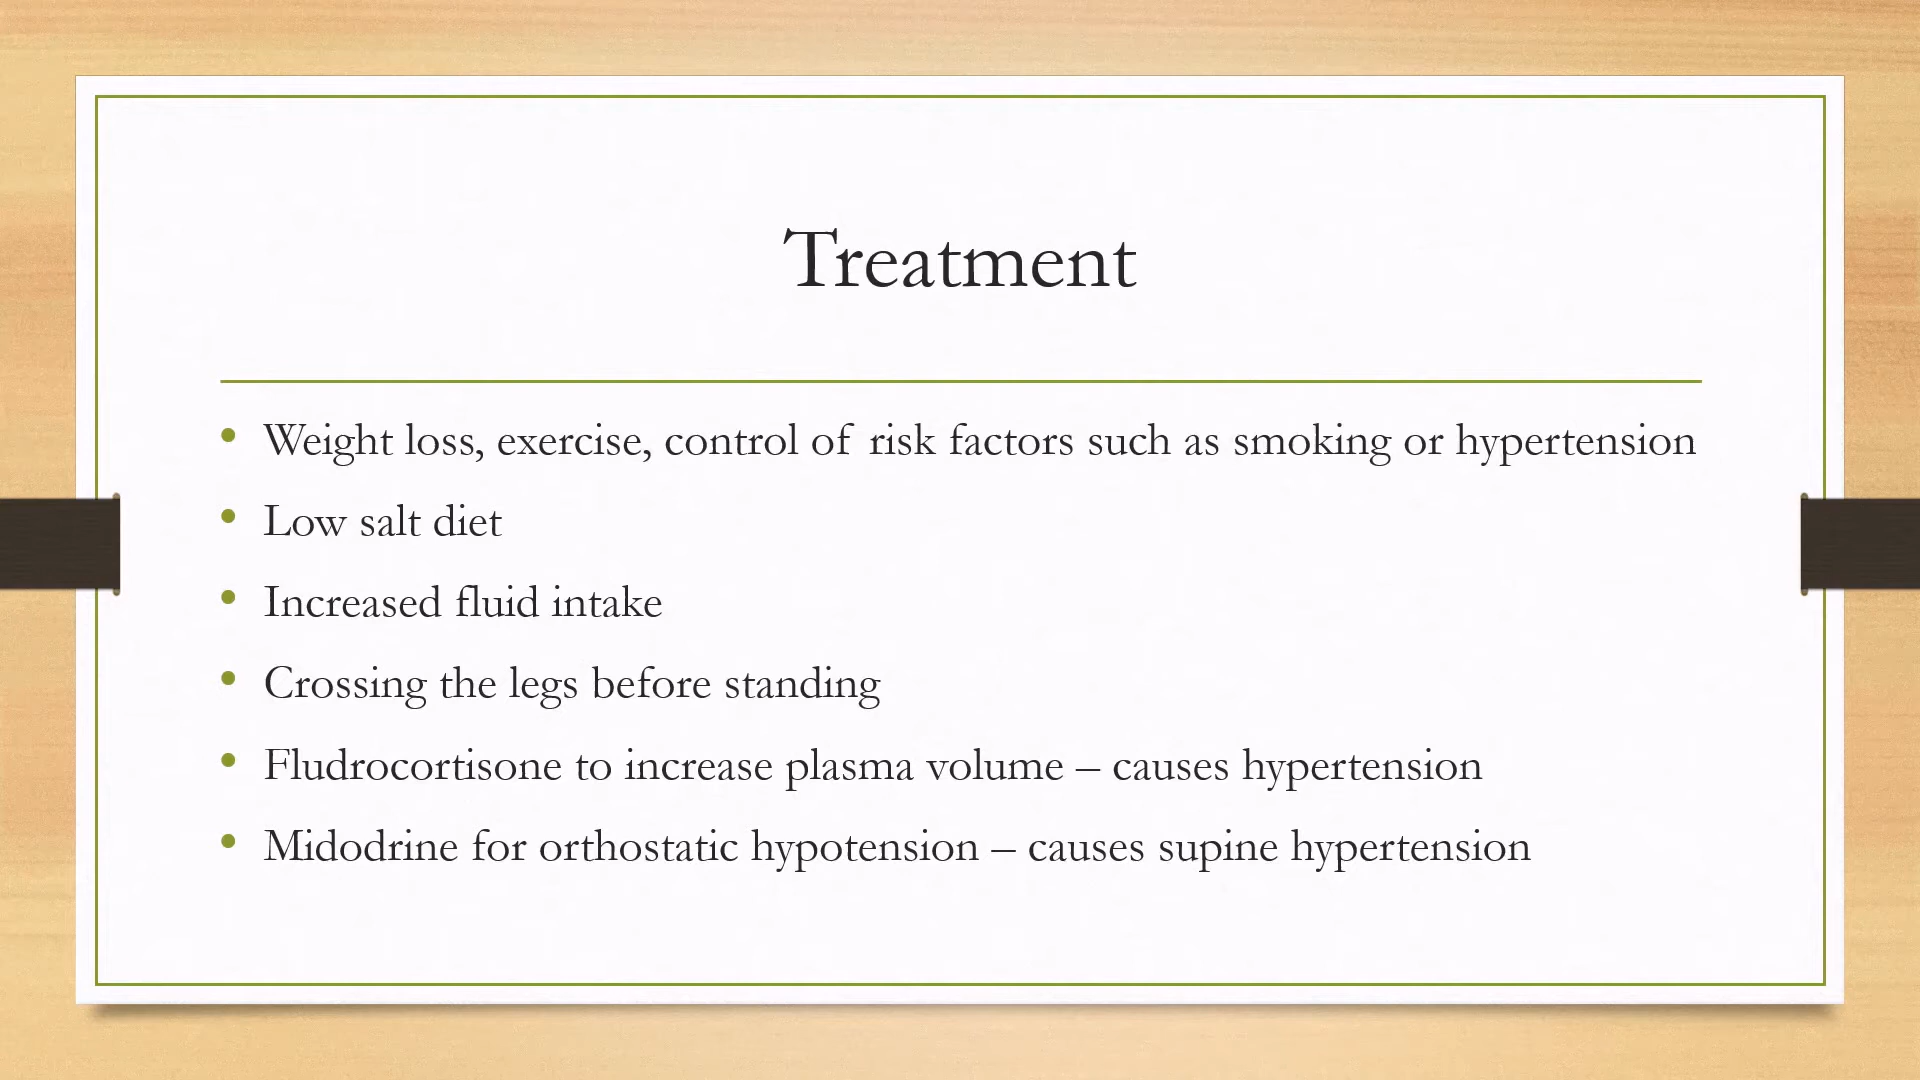 Treatment
• Weight loss, exercise, control of risk factors such as smoking or hypertension
• Low salt diet
• Increased fluid intake
• Crossing the legs before standing
• Fludrocortisone to increase plasma volume – causes hypertension
• Midodrine for orthostatic hypotension – causes supine hypertension